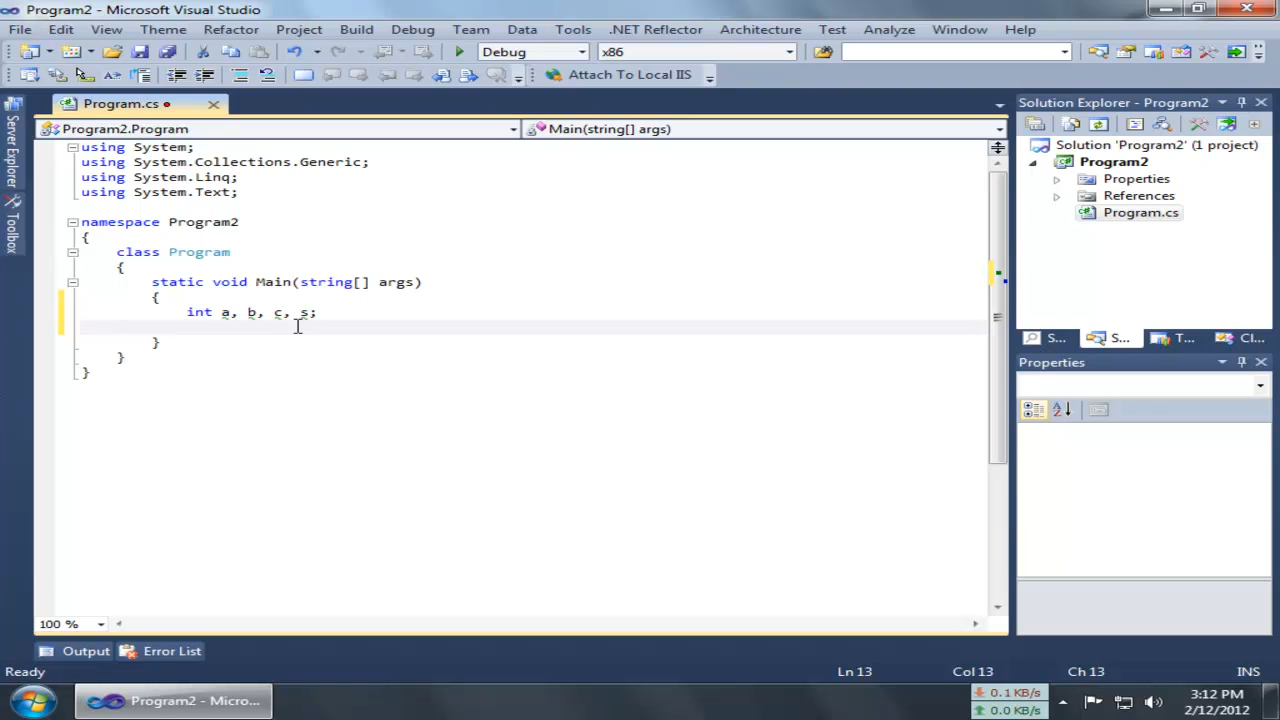 Program2 - Microsoft Visual Studio
File Edit View Theme Refactor Project Build Debug Team Data Tools .NET Reflector Architecture Test Analyze Window Help
Debug x86
Attach To Local IIS
Program.cs
Program2.Program Main(string[] args)
using System;
using System.Collections.Generic;
using System.Linq;
using System.Text;
namespace Program2
{
class Program
{
static void Main(string[] args)
{
int a, b, c, s;
}
}
}
100 %
Server Explorer
Toolbox
Solution Explorer - Program2
Solution 'Program2' (1 project)
Program2
Properties
References
Program.cs
S... S... T... Cl...
Properties
Output Error List
Ready Ln 13 Col 13 Ch 13 INS
Program2 - Micro...
0.1 KB/s
0.0 KB/s
3:12 PM
2/12/2012